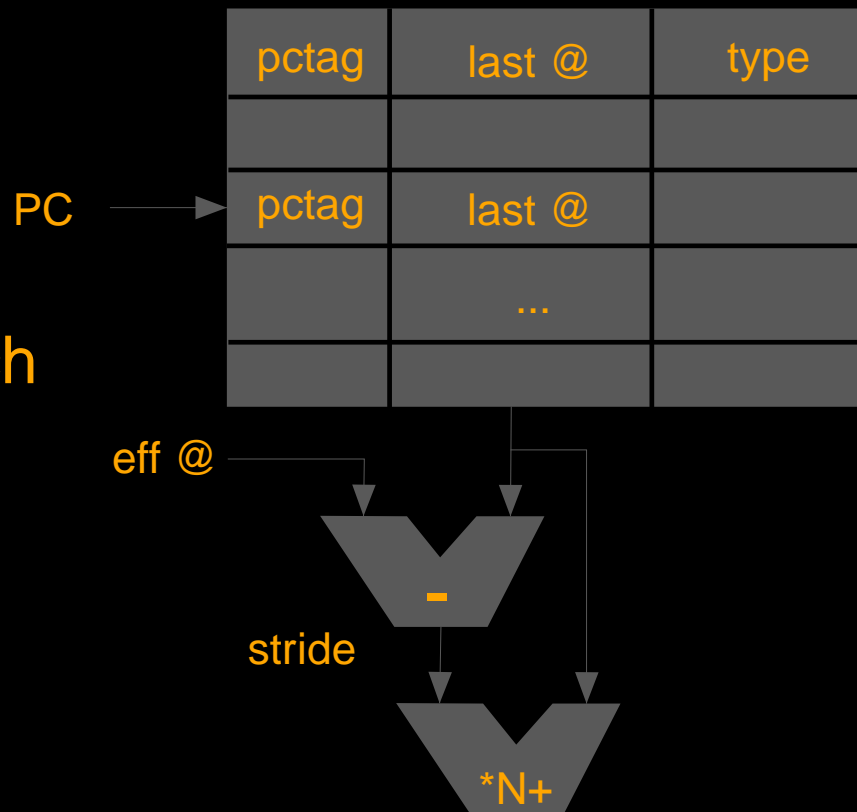 pctag last @ type
PC pctag last @
...
h
eff @
-
stride
*N+